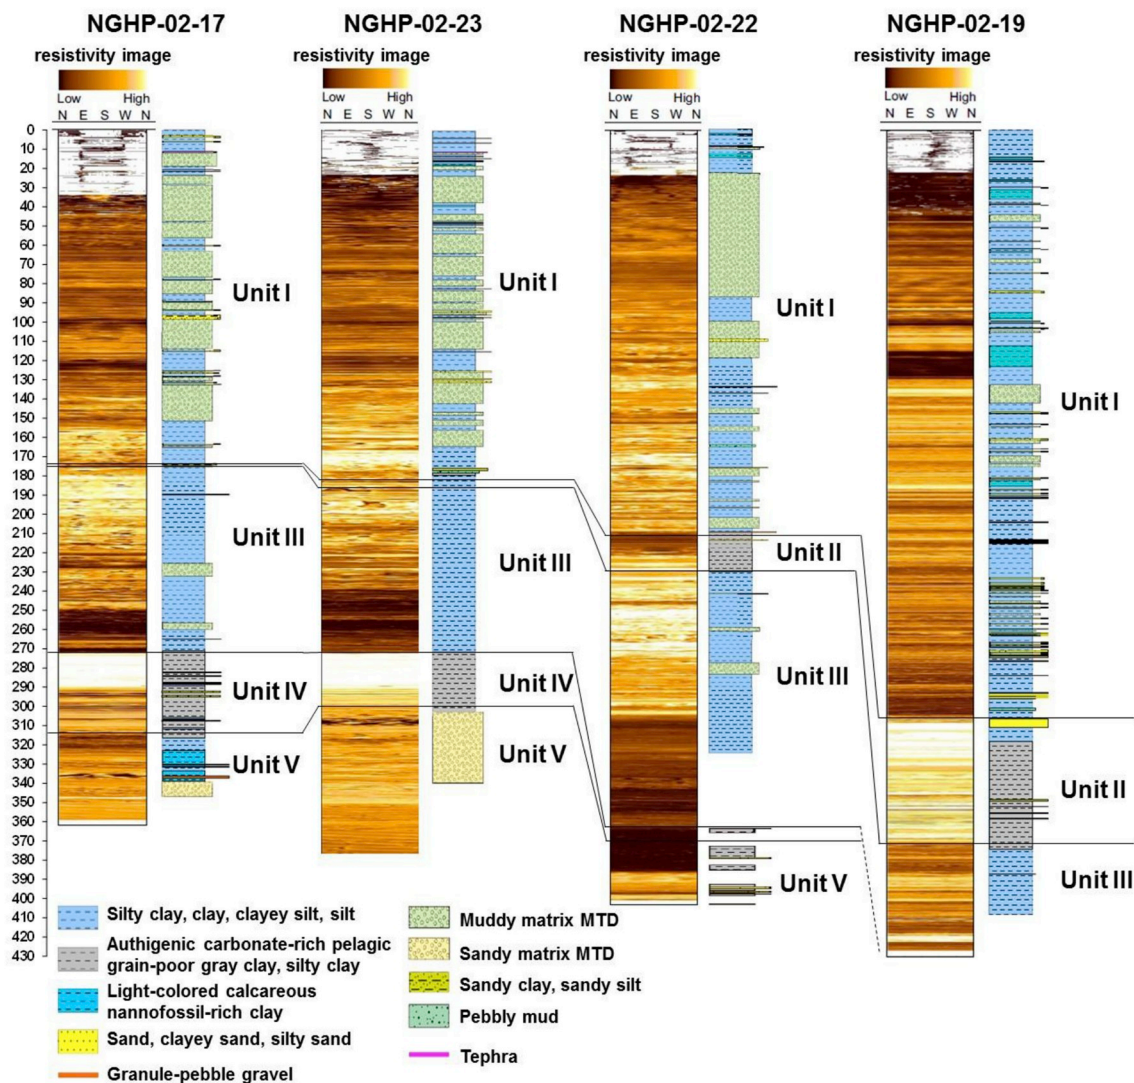 NGHP-02-17 NGHP-02-23 NGHP-02-22 NGHP-02-19
resistivity image resistivity image resistivity image resistivity image
Low High Low High Low High Low High
N E S W N N E S W N N E S W N N E S W N
0
10
20
30
40
50
60
70
80
90
100
110
120
130
140
150
160
170
180
190
200
210
220
230
240
250
260
270
280
290
300
310
320
330
340
350
360
370
380
390
400
410
420
430
Unit I
Unit III
Unit IV
Unit V
Unit I
Unit III
Unit IV
Unit V
Unit I
Unit II
Unit III
Unit V
Unit I
Unit II
Unit III
Silty clay, clay, clayey silt, silt
Authigenic carbonate-rich pelagic
grain-poor gray clay, silty clay
Light-colored calcareous
nannofossil-rich clay
Sand, clayey sand, silty sand
Granule-pebble gravel
Muddy matrix MTD
Sandy matrix MTD
Sandy clay, sandy silt
Pebbly mud
Tephra